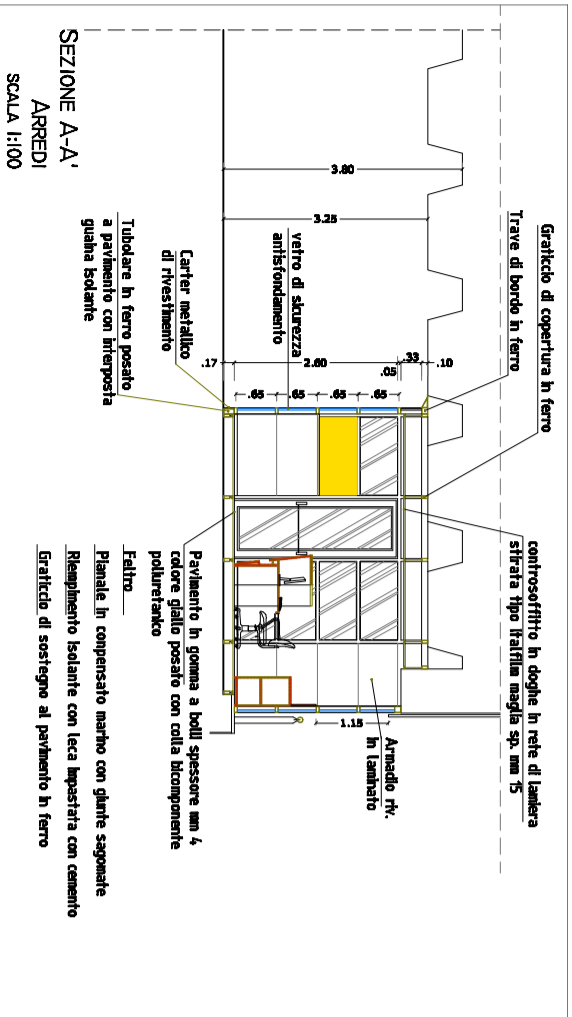 Graticcio di copertura in ferro
Trave di bordo in ferro
controsoffitto in doghe in rete di lamiera
stirata tipo italfilm maglia sp. mm 15
3.80
3.25
.10
.33
.05
2.60
.17
.65
.65
.65
.65
1.15
vetro di sicurezza
antisfondamento
Carter metallico
di rivestimento
Tubolare in ferro posato
a pavimento con interposta
guaina isolante
Armadio riv.
in laminato
Pavimento in gomma a bolli spessore mm 4
colore giallo posato con colla bicomponente
poliuretanico
Feltro
Pianale in compensato marino con giunte sagomate
Riempimento isolante con leca impastata con cemento
Graticcio di sostegno al pavimento in ferro
SEZIONE A-A'
ARREDI
SCALA 1:100